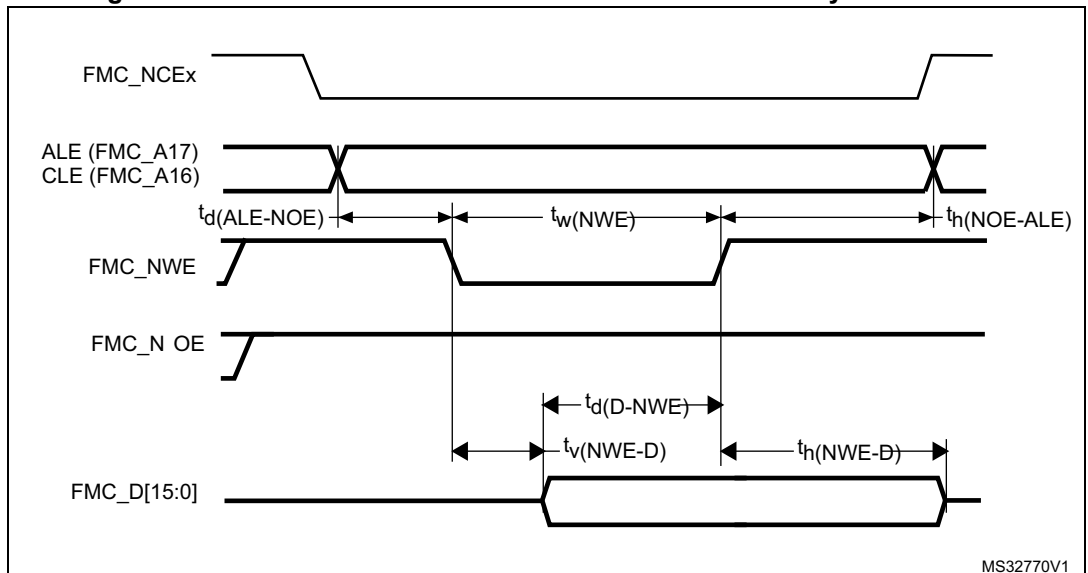 FMC_NCEx
ALE (FMC_A17)
CLE (FMC_A16)
td(ALE-NOE)
tw(NWE)
th(NOE-ALE)
FMC_NWE
FMC_N OE
td(D-NWE)
tv(NWE-D)
th(NWE-D)
FMC_D[15:0]
MS32770V1